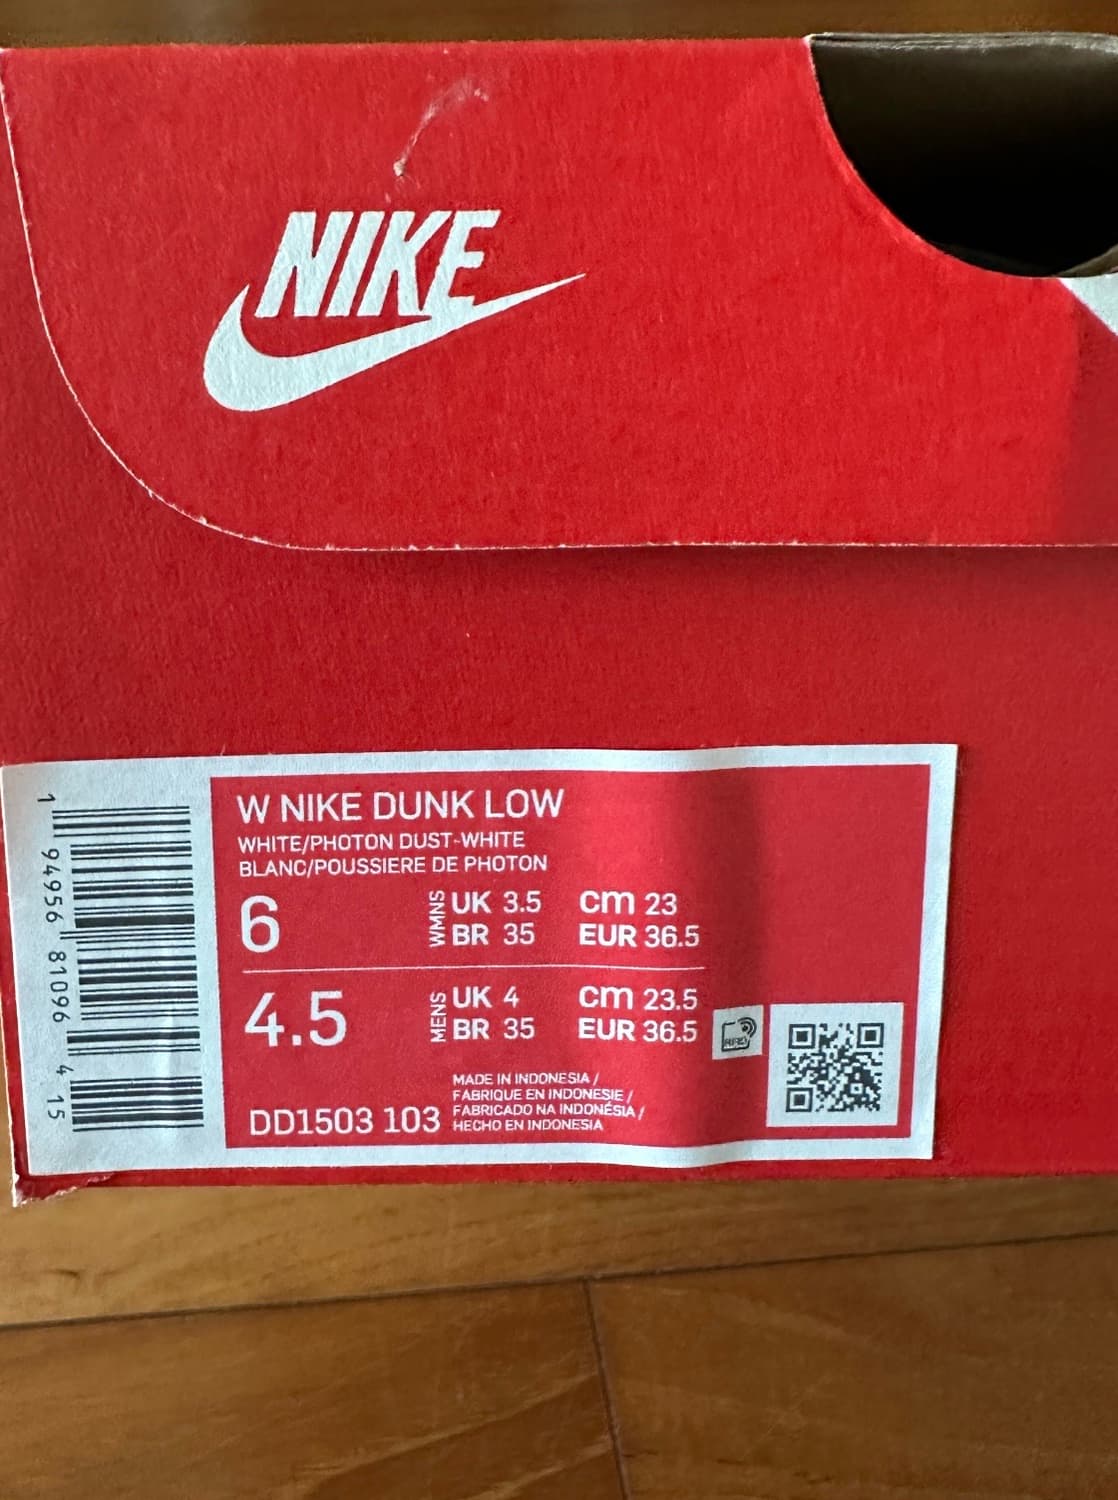 NIKE
W NIKE DUNK LOW
WHITE/PHOTON DUST-WHITE
BLANC/POUSSIERE DE PHOTON
6
WMNS
UK 3.5 cm 23
BR 35 EUR 36.5
4.5
MENS
UK 4 cm 23.5
BR 35 EUR 36.5
RFID
DD1503 103
MADE IN INDONESIA /
FABRIQUE EN INDONESIE /
FABRICADO NA INDONÉSIA /
HECHO EN INDONESIA
1 94956 81096 4 15